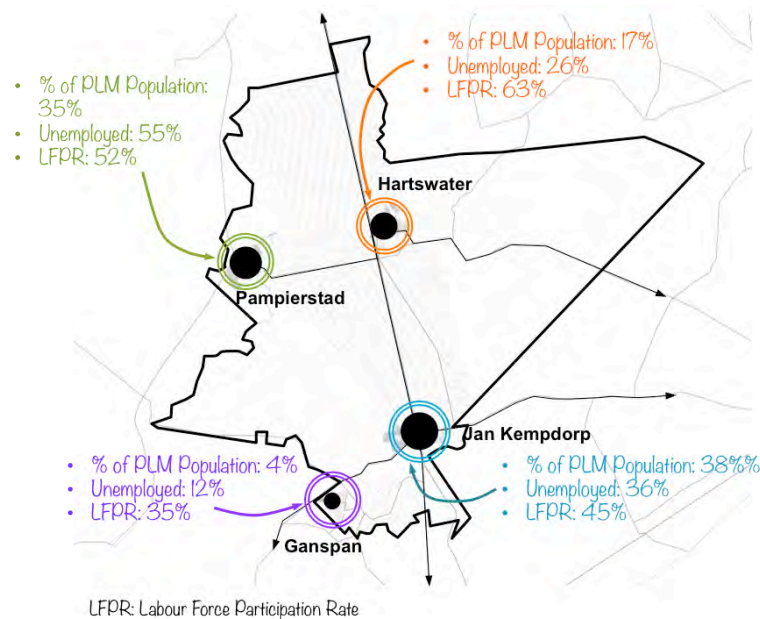 • % of PLM Population: 17%
• Unemployed: 26%
• LFPR: 63%
• % of PLM Population:
35%
• Unemployed: 55%
• LFPR: 52%
Hartswater
Pampierstad
Jan Kempdorp
• % of PLM Population: 4%
• Unemployed: 12%
• LFPR: 35%
• % of PLM Population: 38%%
• Unemployed: 36%
• LFPR: 45%
Ganspan
LFPR: Labour Force Participation Rate